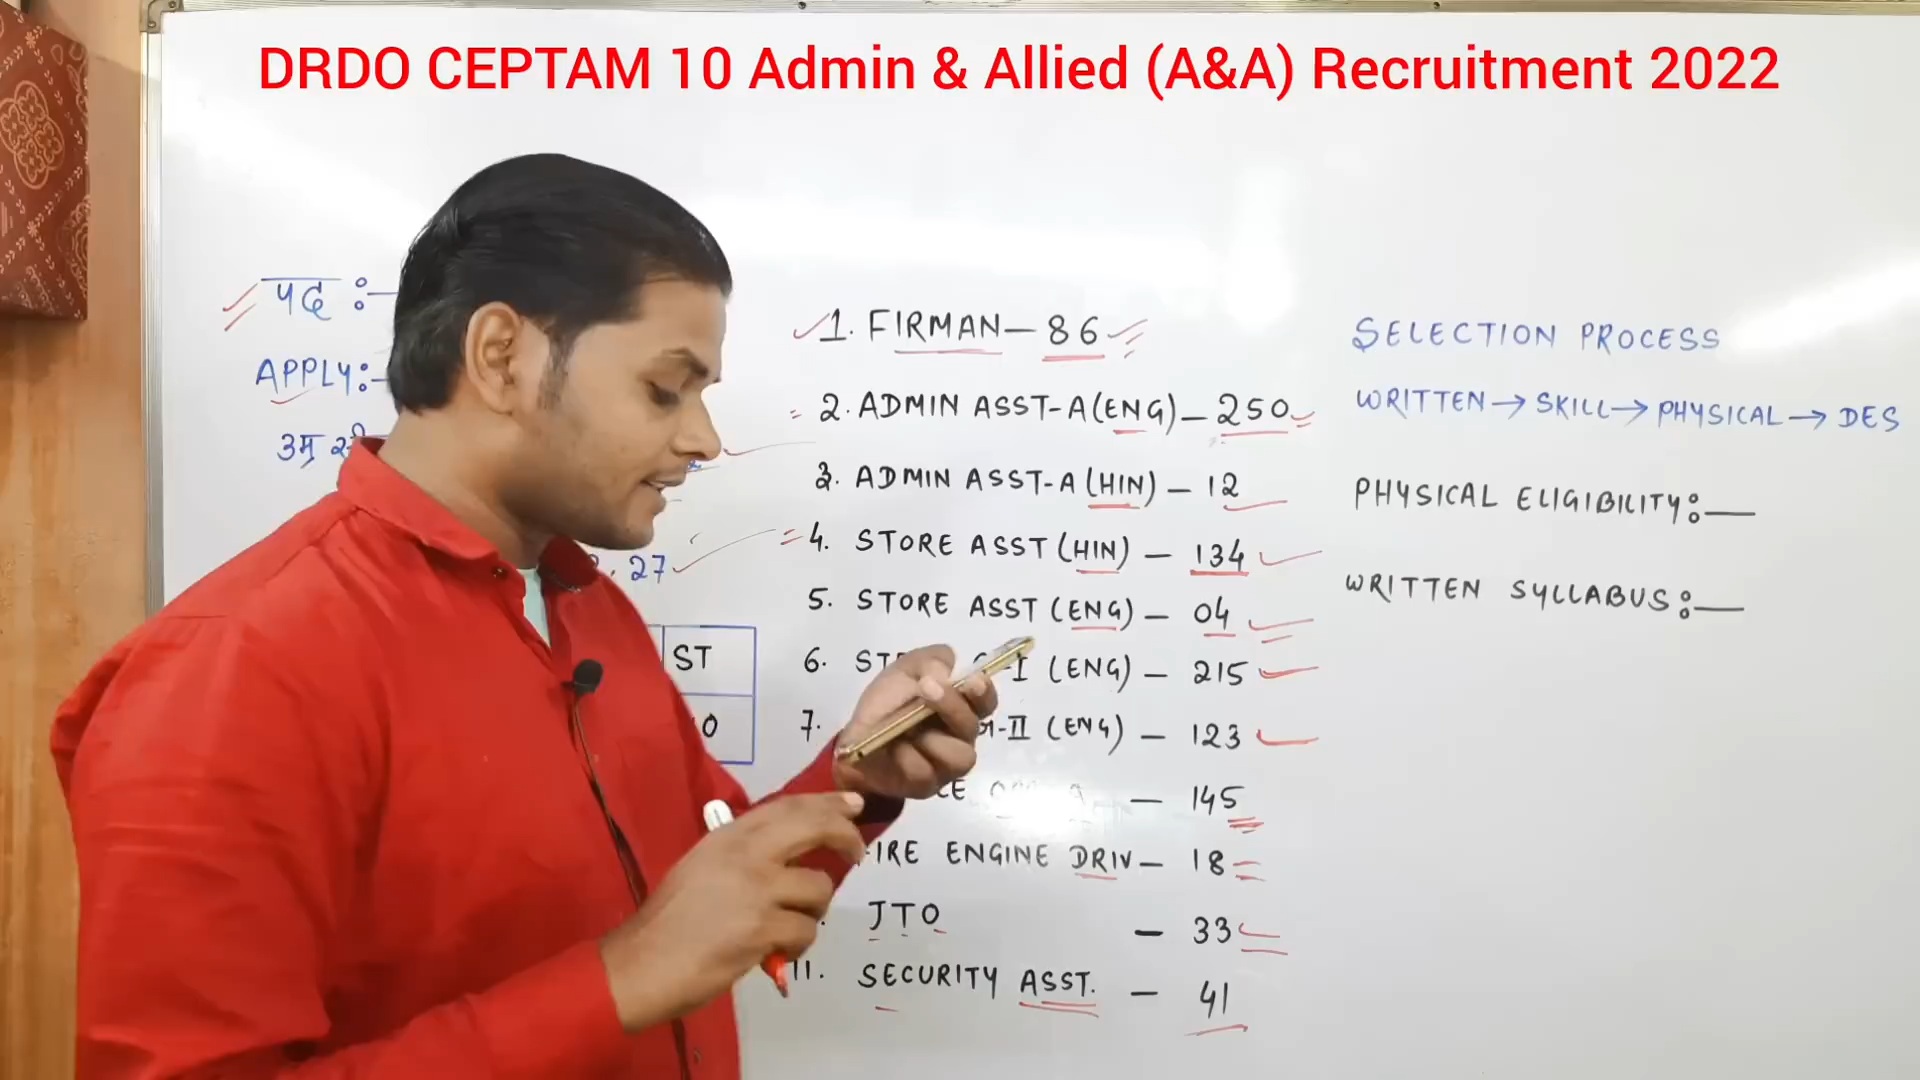 DRDO CEPTAM 10 Admin & Allied (A&A) Recruitment 2022
पद :-
APPLY:-
उम्र
27
ST
1. FIRMAN - 86
2. ADMIN ASST-A (ENG) - 250
3. ADMIN ASST-A (HIN) - 12
4. STORE ASST (HIN) - 134
5. STORE ASST (ENG) - 04
6. (ENG) - 215
7. -II (ENG) - 123
- 145
FIRE ENGINE DRIV - 18
JTO - 33
11. SECURITY ASST. - 41
SELECTION PROCESS
WRITTEN → SKILL → PHYSICAL → DES
PHYSICAL ELIGIBILITY :-
WRITTEN SYLLABUS :-